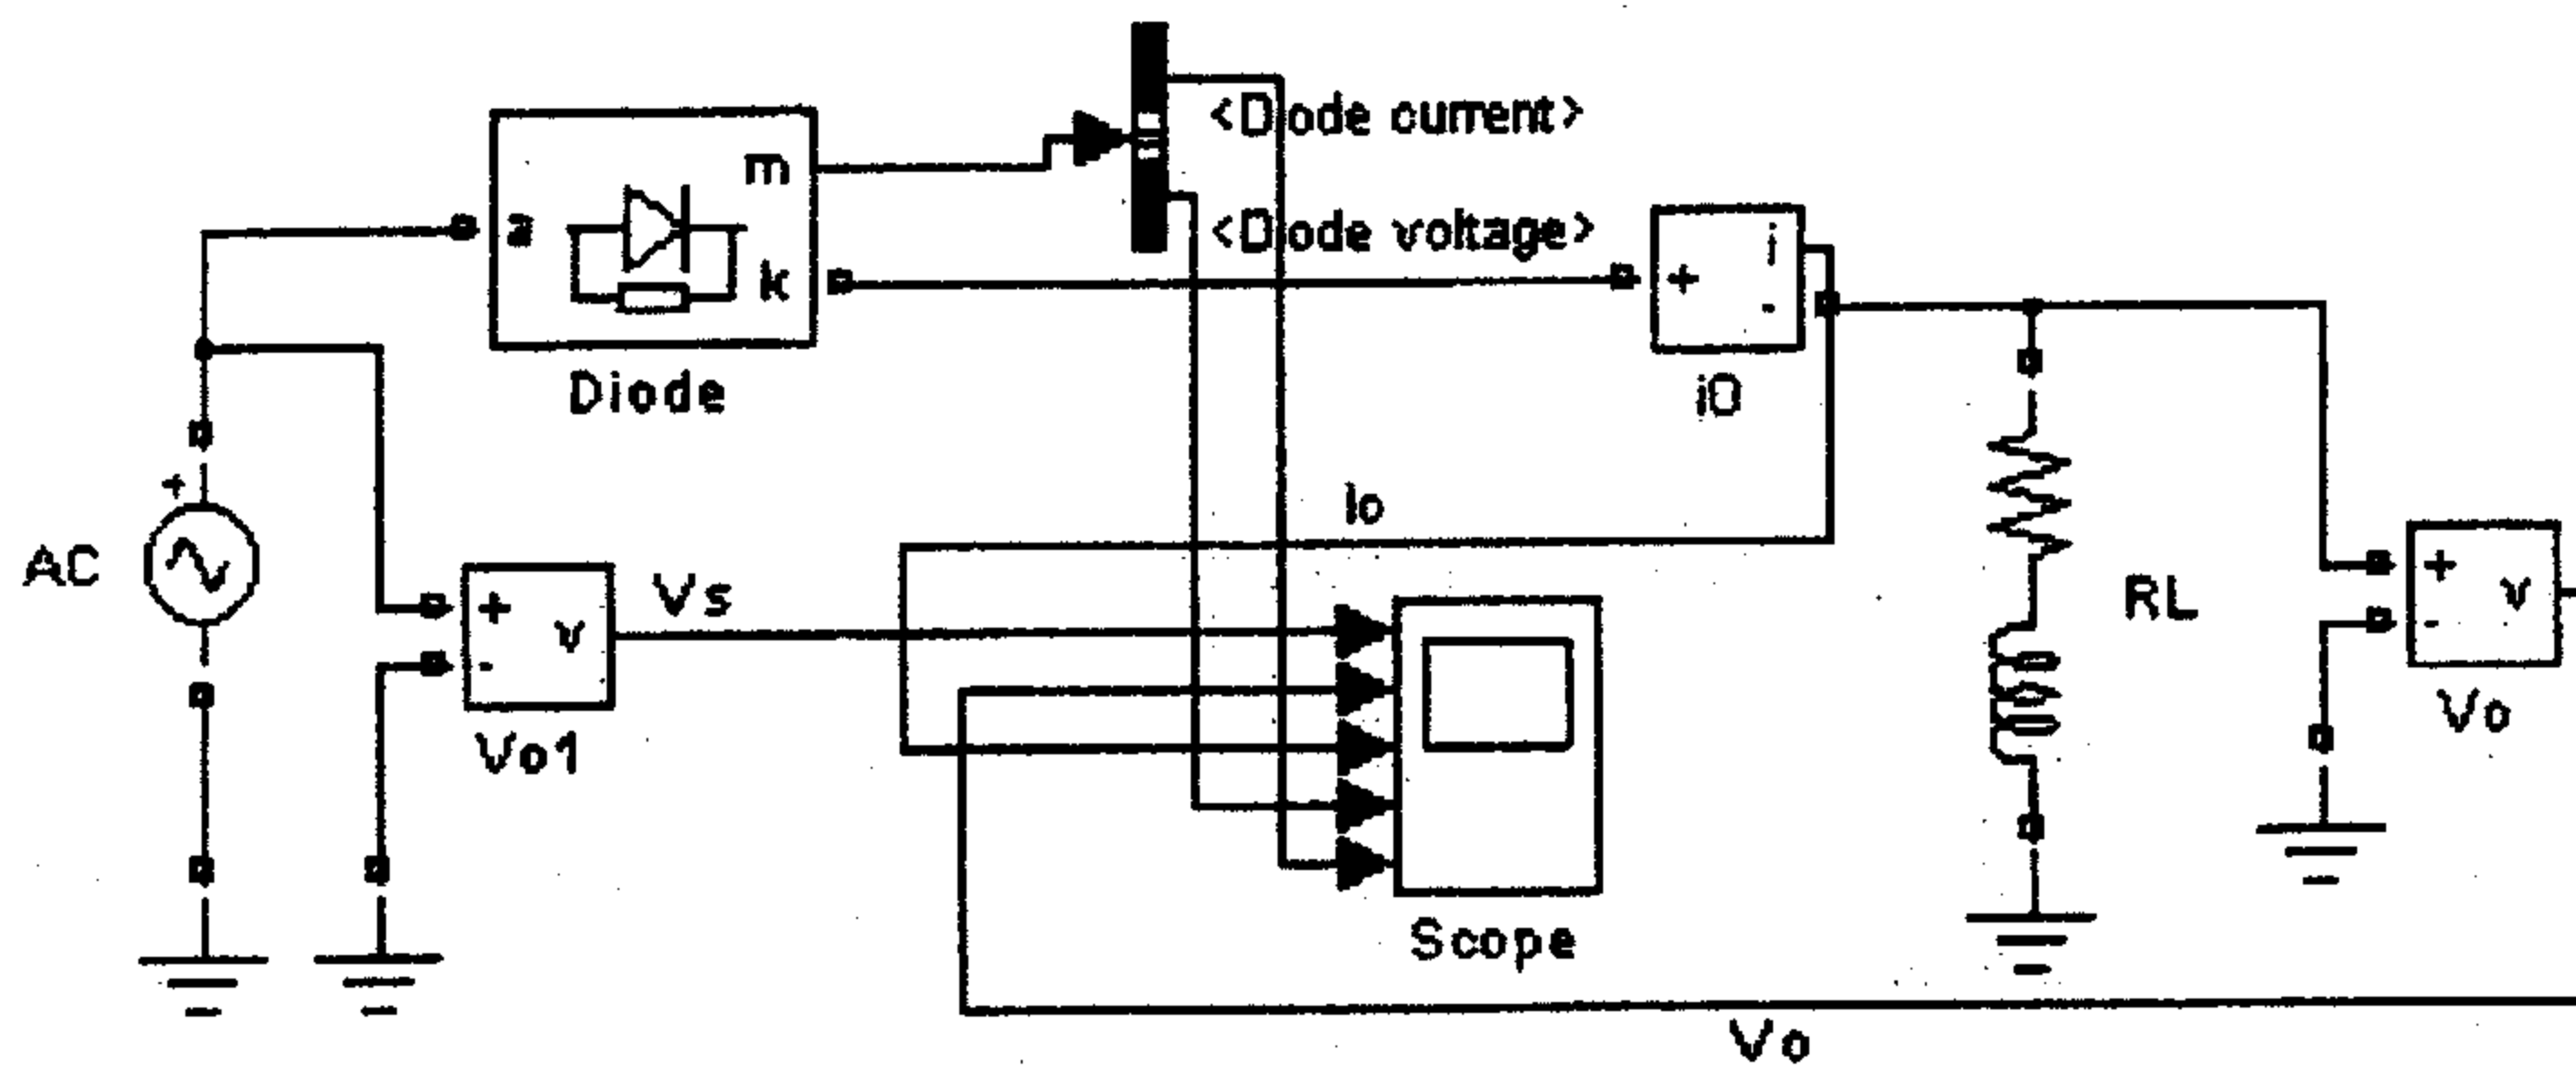 <Diode current>
m
a
<Diode voltage>
k
i
+
-
Diode
i0
+
Io
AC
+
v
-
Vs
RL
+
v
-
Vo1
Vo
Scope
Vo